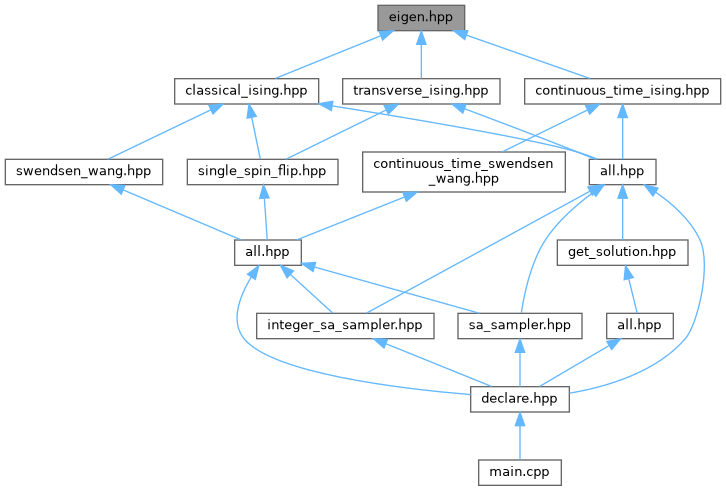 eigen.hpp
classical_ising.hpp
transverse_ising.hpp
continuous_time_ising.hpp
swendsen_wang.hpp
single_spin_flip.hpp
continuous_time_swendsen
_wang.hpp
all.hpp
all.hpp
get_solution.hpp
integer_sa_sampler.hpp
sa_sampler.hpp
all.hpp
declare.hpp
main.cpp